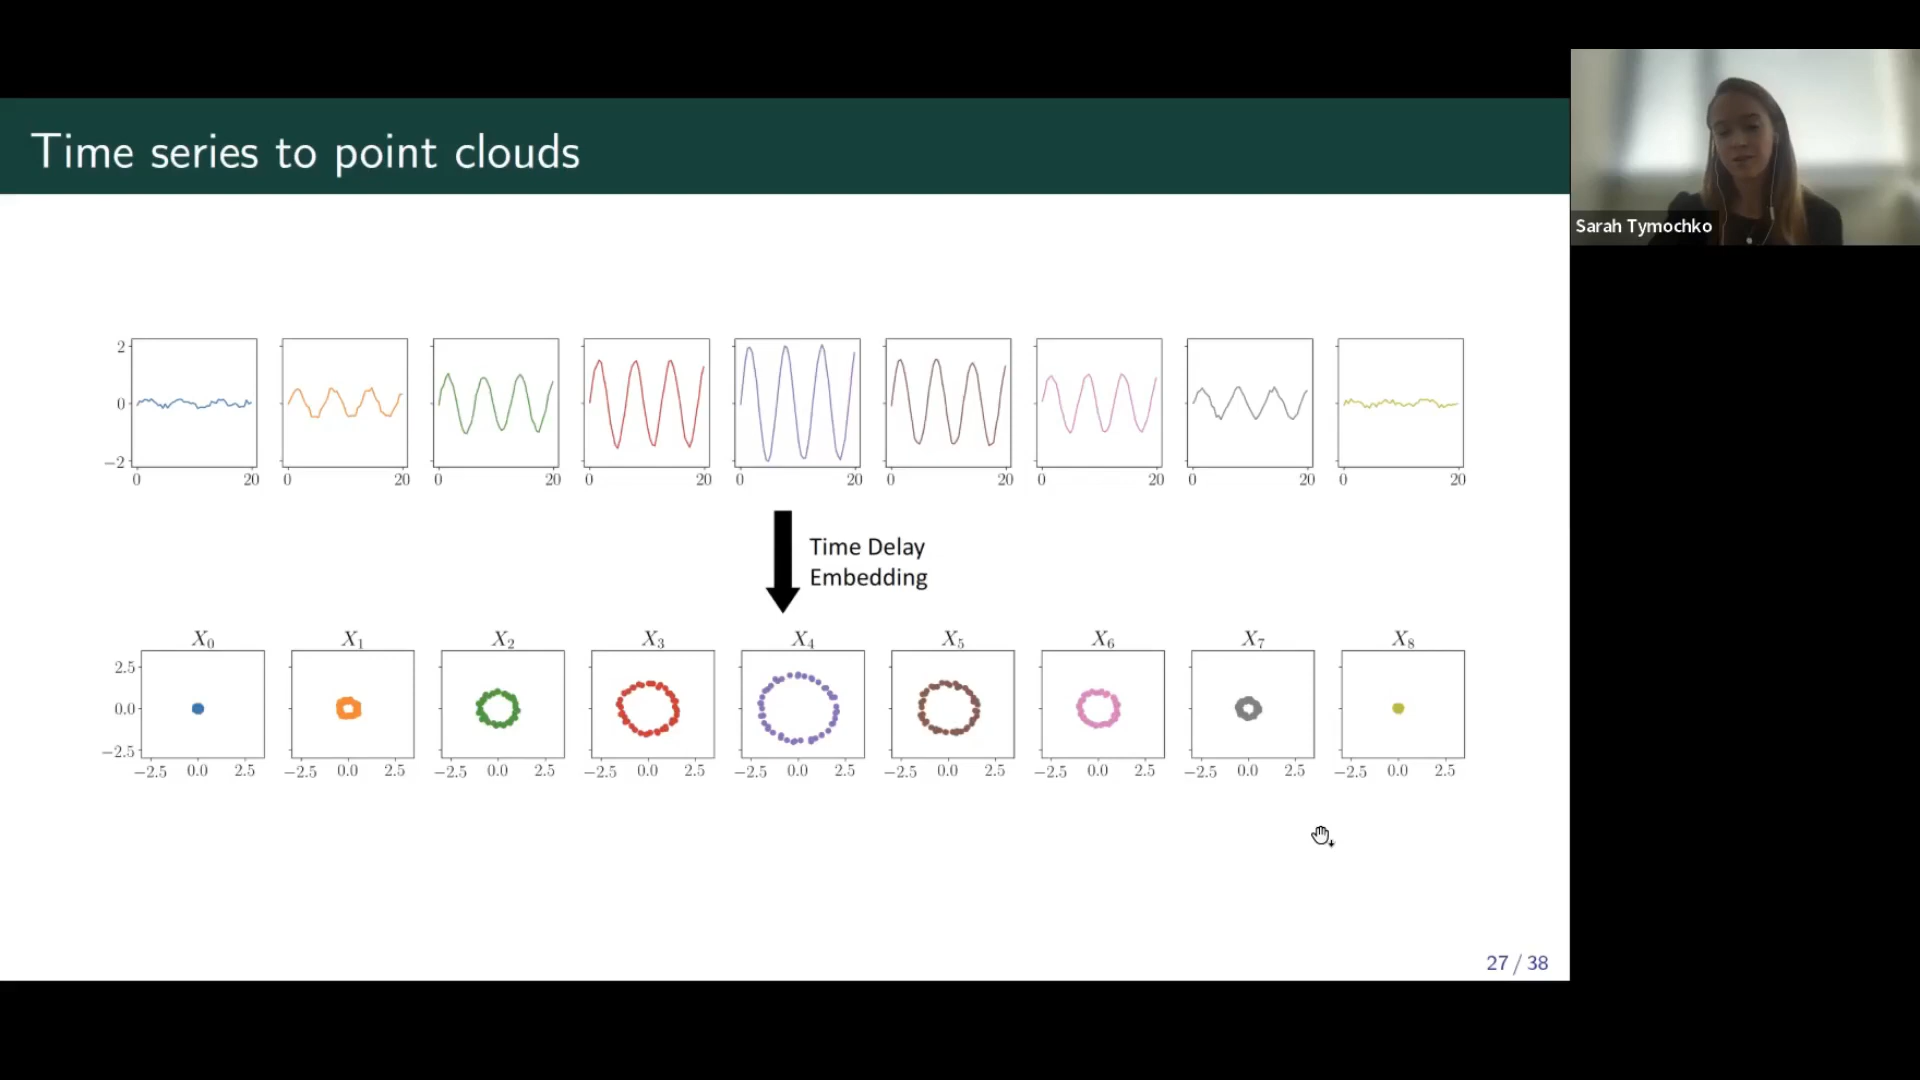 Time series to point clouds
Sarah Tymochko
2
0
−2
0 20 0 20 0 20 0 20 0 20 0 20 0 20 0 20 0 20
Time Delay
Embedding
X0 X1 X2 X3 X4 X5 X6 X7 X8
2.5
0.0
−2.5
−2.5 0.0 2.5 −2.5 0.0 2.5 −2.5 0.0 2.5 −2.5 0.0 2.5 −2.5 0.0 2.5 −2.5 0.0 2.5 −2.5 0.0 2.5 −2.5 0.0 2.5 −2.5 0.0 2.5
27 / 38